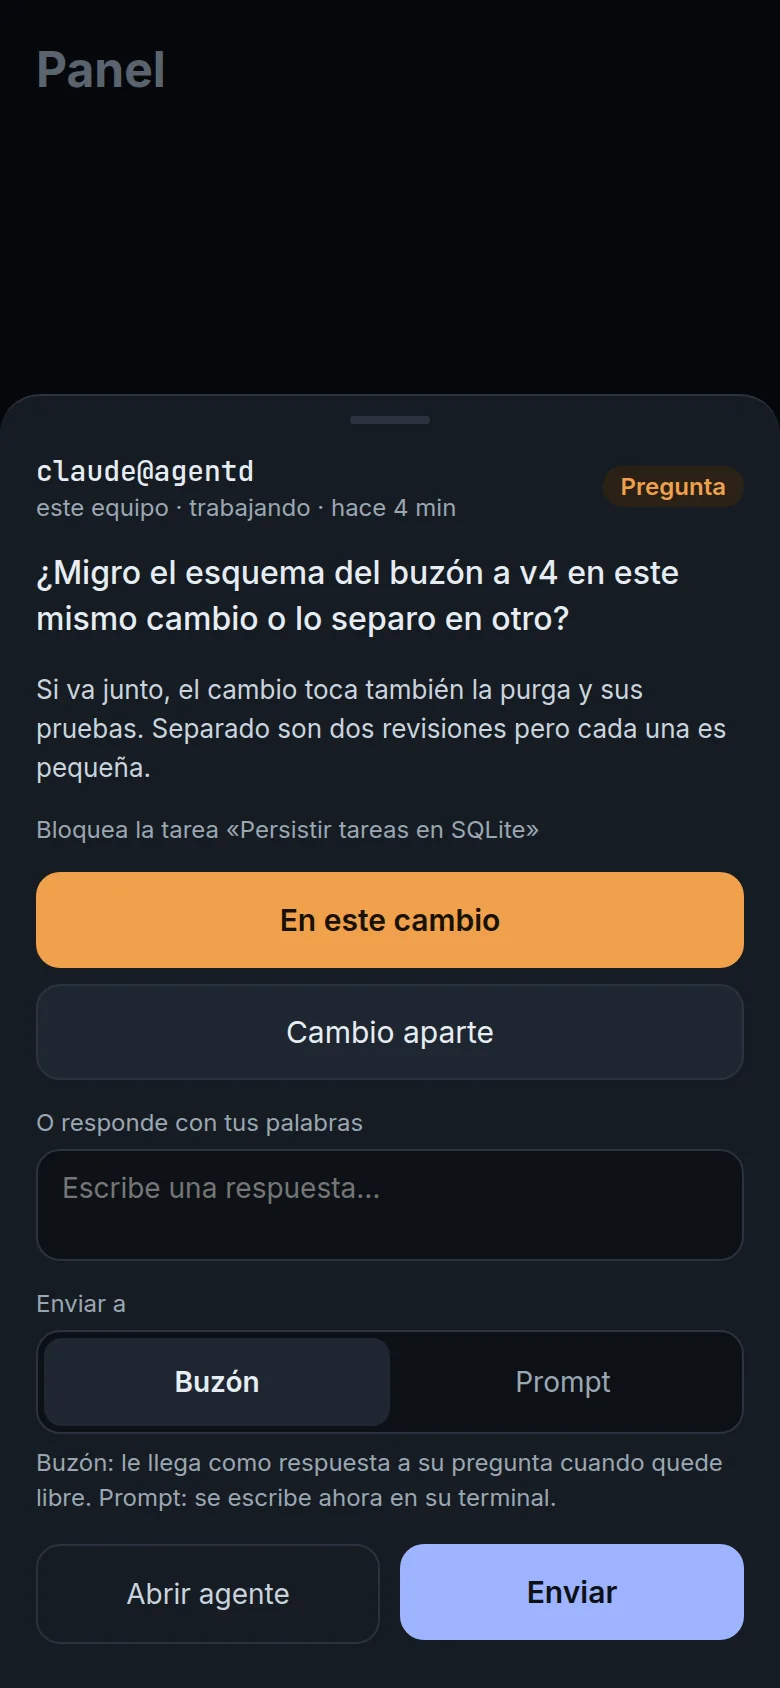 Panel
claude@agentd
este equipo · trabajando · hace 4 min
Pregunta
¿Migro el esquema del buzón a v4 en este
mismo cambio o lo separo en otro?
Si va junto, el cambio toca también la purga y sus
pruebas. Separado son dos revisiones pero cada una es
pequeña.
Bloquea la tarea «Persistir tareas en SQLite»
En este cambio
Cambio aparte
O responde con tus palabras
Escribe una respuesta...
Enviar a
Buzón
Prompt
Buzón: le llega como respuesta a su pregunta cuando quede
libre. Prompt: se escribe ahora en su terminal.
Abrir agente
Enviar